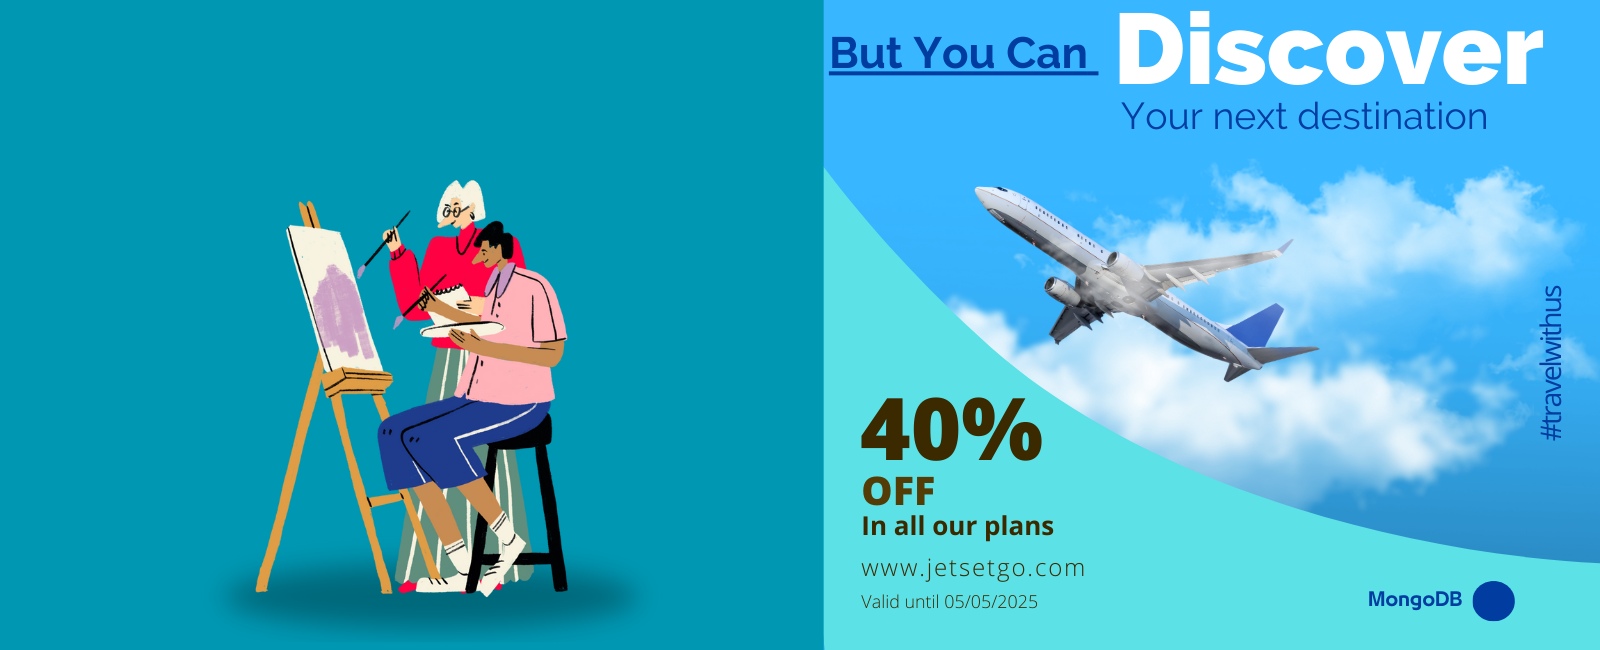 But You Can Discover
Your next destination
#travelwithus
40%
OFF
In all our plans
www.jetsetgo.com
Valid until 05/05/2025
MongoDB